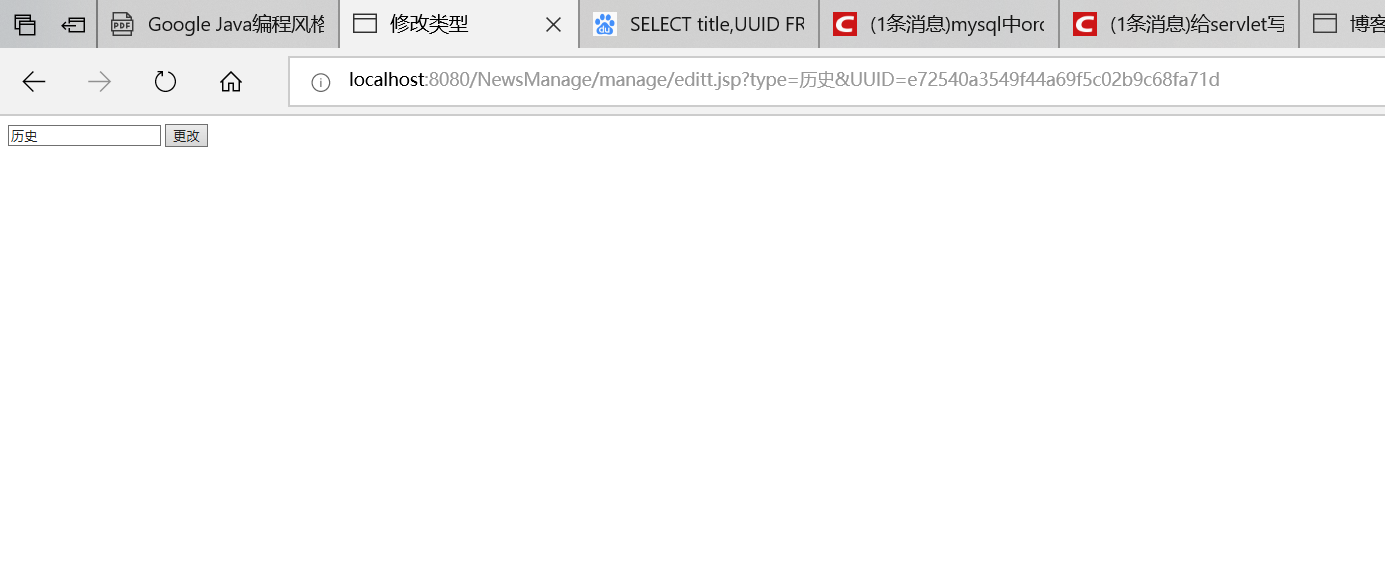 Google Java编程风格
修改类型
SELECT title,UUID FR
(1条消息)mysql中orc
(1条消息)给servlet写
博客
localhost:8080/NewsManage/manage/editt.jsp?type=历史&UUID=e72540a3549f44a69f5c02b9c68fa71d
历史 更改